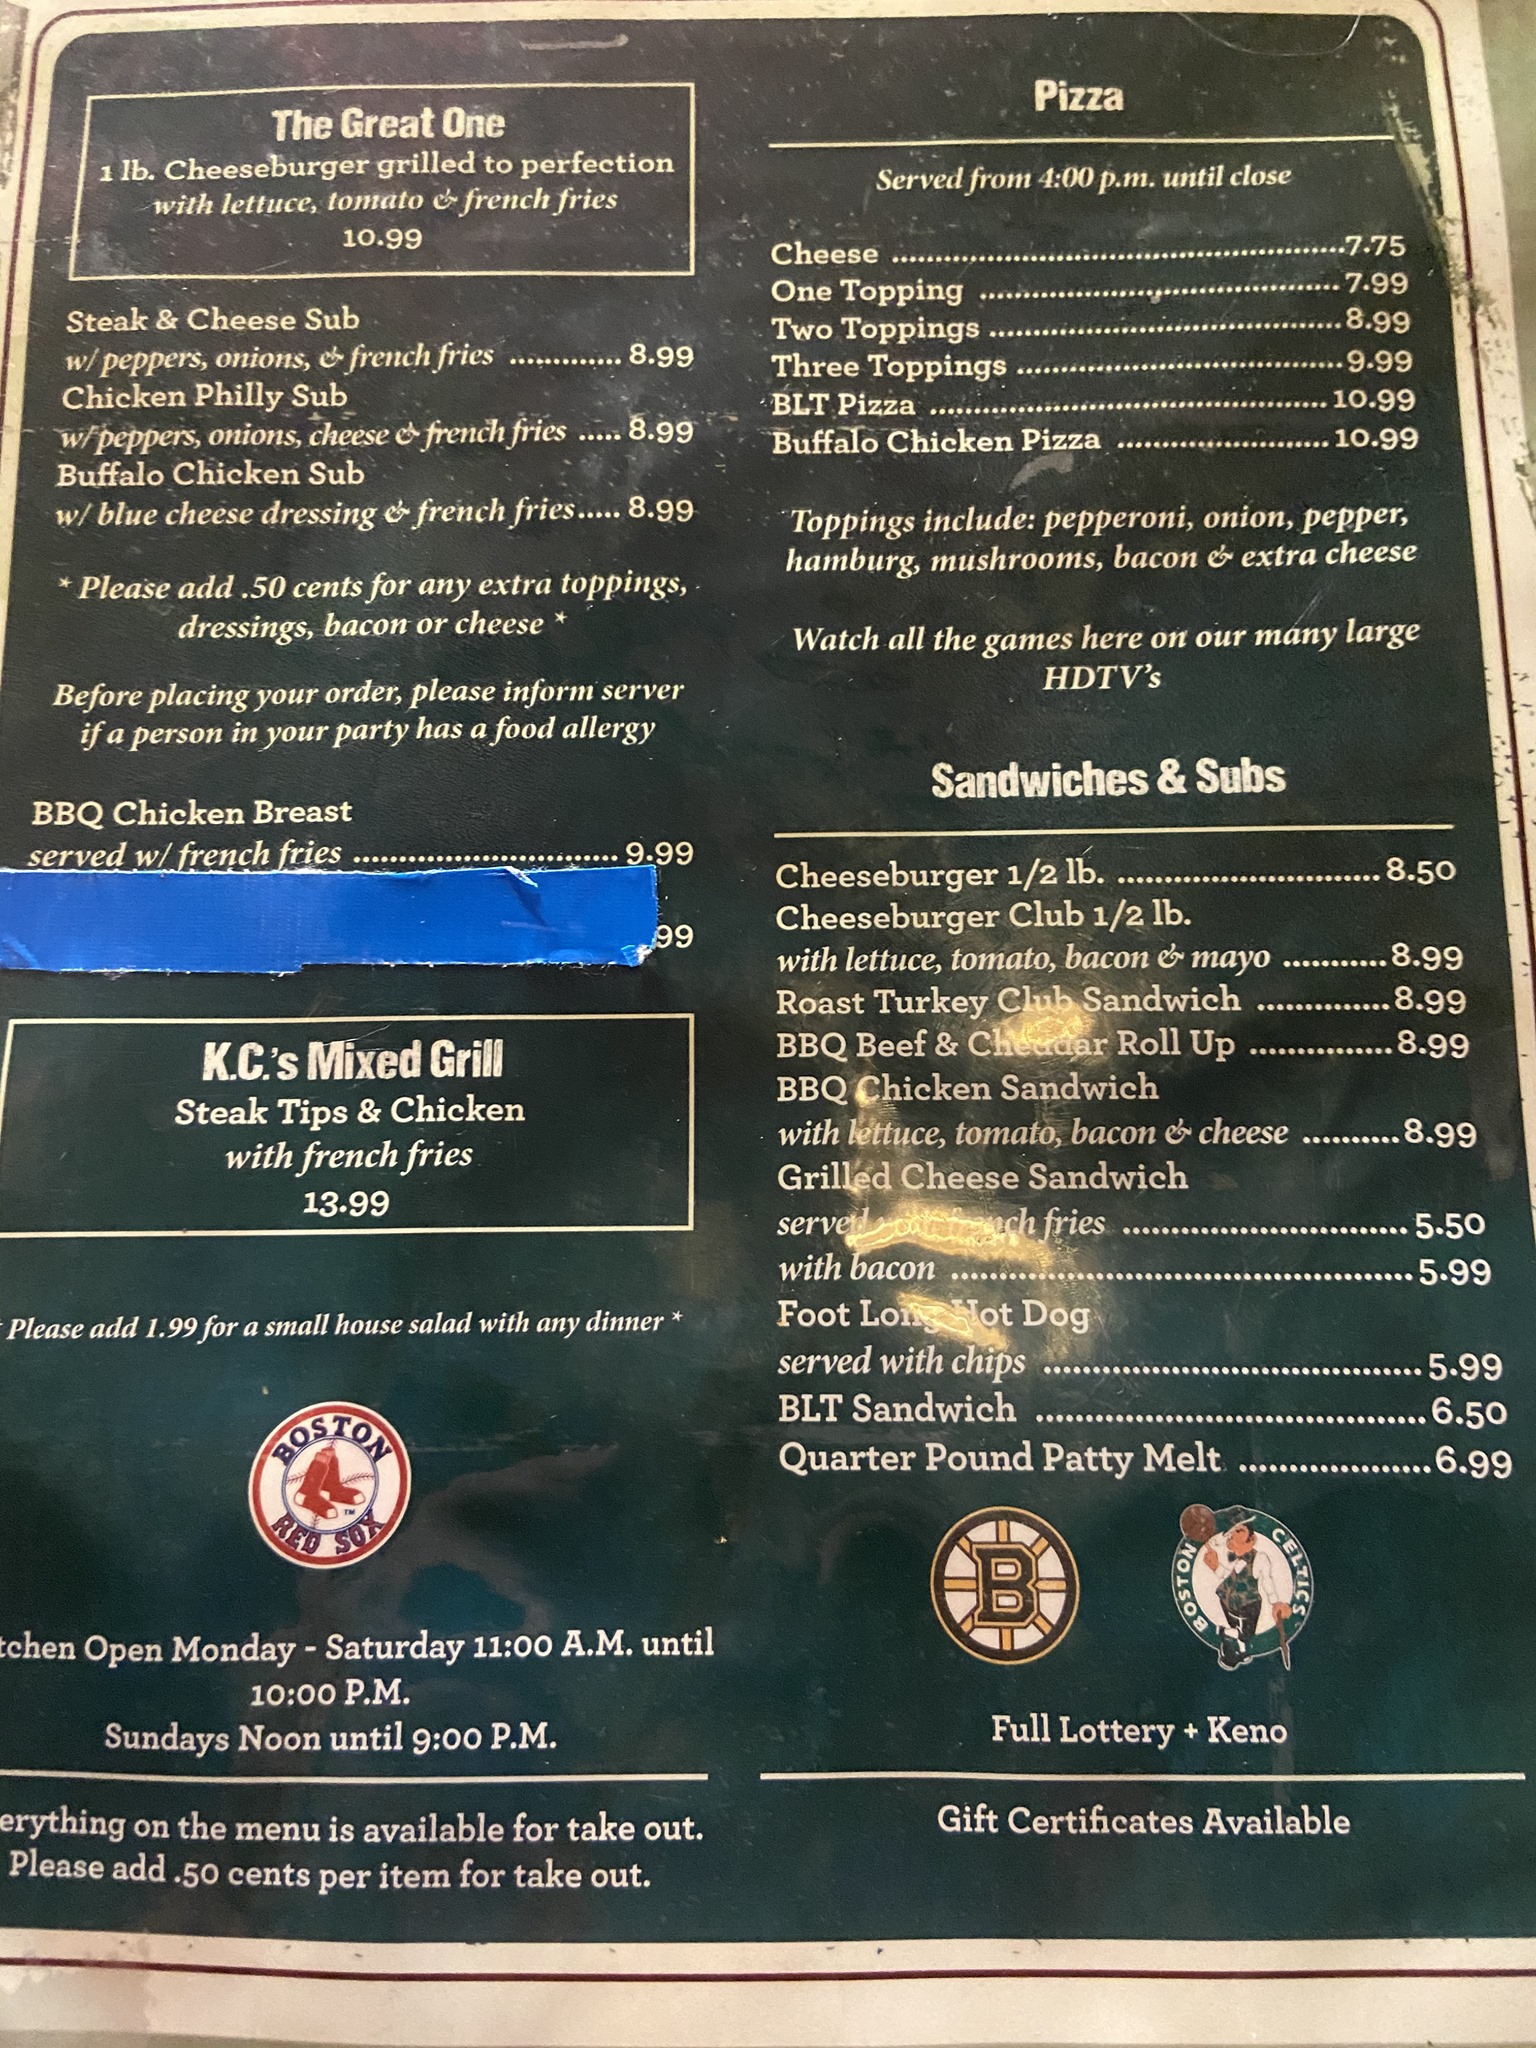 The Great One
1 lb. Cheeseburger grilled to perfection
with lettuce, tomato & french fries
10.99
Steak & Cheese Sub
w/ peppers, onions, & french fries ............. 8.99
Chicken Philly Sub
w/ peppers, onions, cheese & french fries ..... 8.99
Buffalo Chicken Sub
w/ blue cheese dressing & french fries..... 8.99
* Please add .50 cents for any extra toppings,
dressings, bacon or cheese *
Before placing your order, please inform server
if a person in your party has a food allergy
BBQ Chicken Breast
served w/ french fries ............................... 9.99
99
K.C.'s Mixed Grill
Steak Tips & Chicken
with french fries
13.99
* Please add 1.99 for a small house salad with any dinner *
BOSTON
RED SOX
tchen Open Monday - Saturday 11:00 A.M. until
10:00 P.M.
Sundays Noon until 9:00 P.M.
erything on the menu is available for take out.
Please add .50 cents per item for take out.
Pizza
Served from 4:00 p.m. until close
Cheese ........................................................7.75
One Topping .............................................7.99
Two Toppings ............................................8.99
Three Toppings .........................................9.99
BLT Pizza .................................................. 10.99
Buffalo Chicken Pizza .......................... 10.99
Toppings include: pepperoni, onion, pepper,
hamburg, mushrooms, bacon & extra cheese
Watch all the games here on our many large
HDTV's
Sandwiches & Subs
Cheeseburger 1/2 lb. ................................8.50
Cheeseburger Club 1/2 lb.
with lettuce, tomato, bacon & mayo ............8.99
Roast Turkey Club Sandwich ...............8.99
BBQ Beef & Cheddar Roll Up ...............8.99
BBQ Chicken Sandwich
with lettuce, tomato, bacon & cheese ..........8.99
Grilled Cheese Sandwich
served french fries .................................. 5.50
with bacon ......................................................5.99
Foot Long Hot Dog
served with chips ............................................ 5.99
BLT Sandwich .............................................6.50
Quarter Pound Patty Melt .....................6.99
B
BOSTON CELTICS
Full Lottery + Keno
Gift Certificates Available